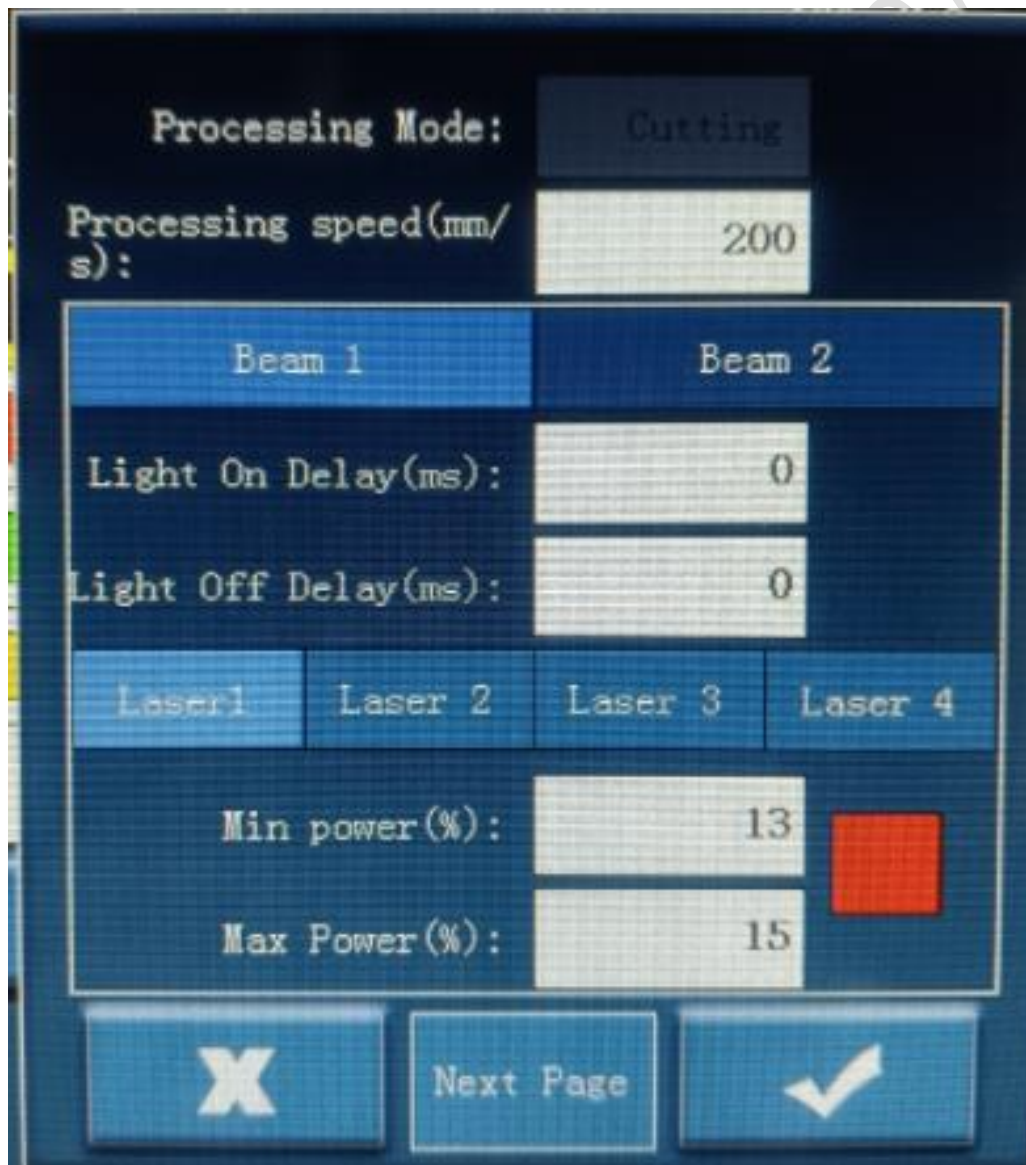 Processing Mode: Cutting
Processing speed(mm/
s): 200
Beam 1 Beam 2
Light On Delay(ms): 0
Light Off Delay(ms): 0
Laser1 Laser 2 Laser 3 Laser 4
Min power(%): 13
Max Power(%): 15
Next Page